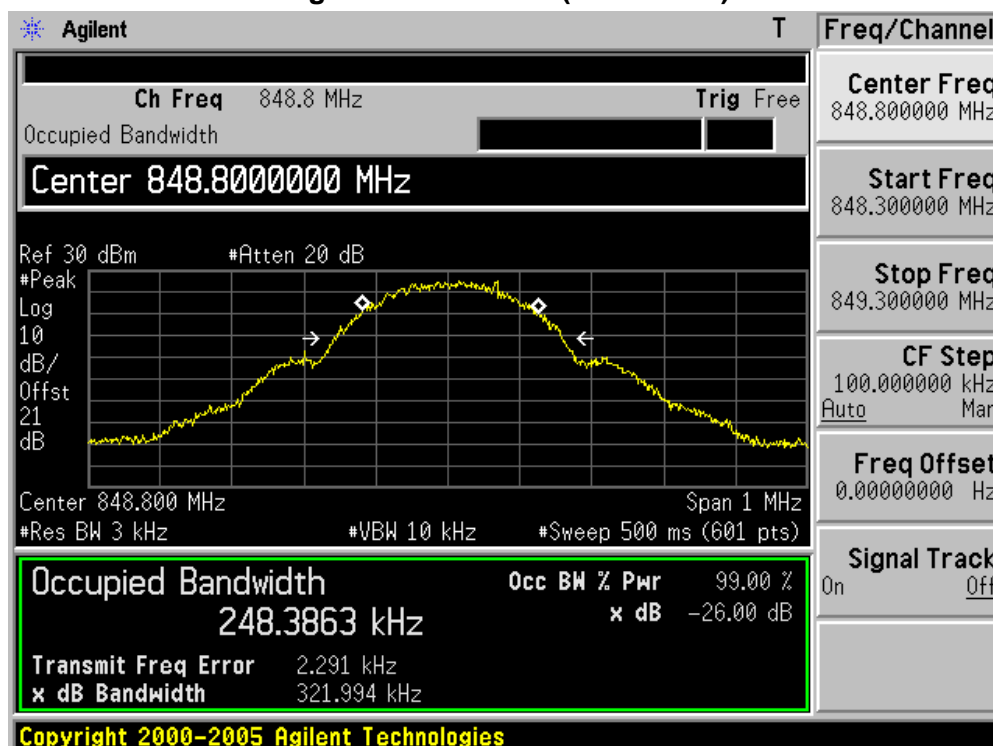 Agilent T
Freq/Channel
Ch Freq 848.8 MHz Trig Free
Occupied Bandwidth
Center 848.8000000 MHz
Ref 30 dBm #Atten 20 dB
#Peak
Log
10
dB/
Offst
21
dB
Center 848.800 MHz Span 1 MHz
#Res BW 3 kHz #VBW 10 kHz #Sweep 500 ms (601 pts)
Occupied Bandwidth
248.3863 kHz
Occ BW % Pwr 99.00 %
x dB -26.00 dB
Transmit Freq Error 2.291 kHz
x dB Bandwidth 321.994 kHz
Center Freq
848.800000 MHz
Start Freq
848.300000 MHz
Stop Freq
849.300000 MHz
CF Step
100.000000 kHz
Auto Man
Freq Offset
0.00000000 Hz
Signal Track
On Off
Copyright 2000-2005 Agilent Technologies